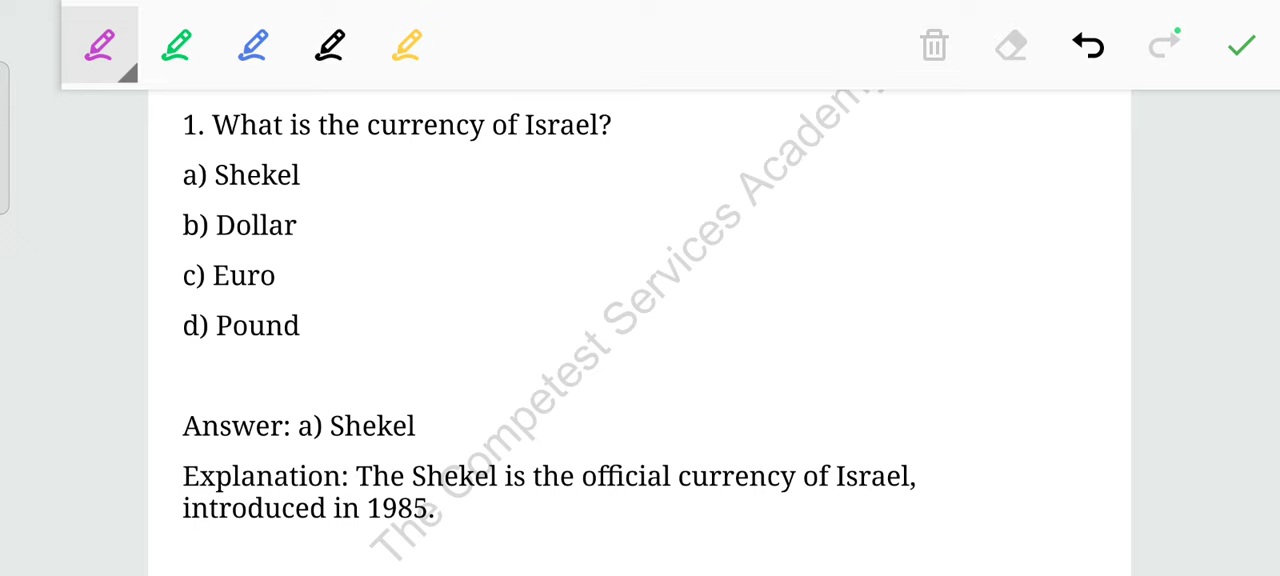 1. What is the currency of Israel?
a) Shekel
b) Dollar
c) Euro
d) Pound
Answer: a) Shekel
Explanation: The Shekel is the official currency of Israel,
introduced in 1985.
The Competest Services Academy